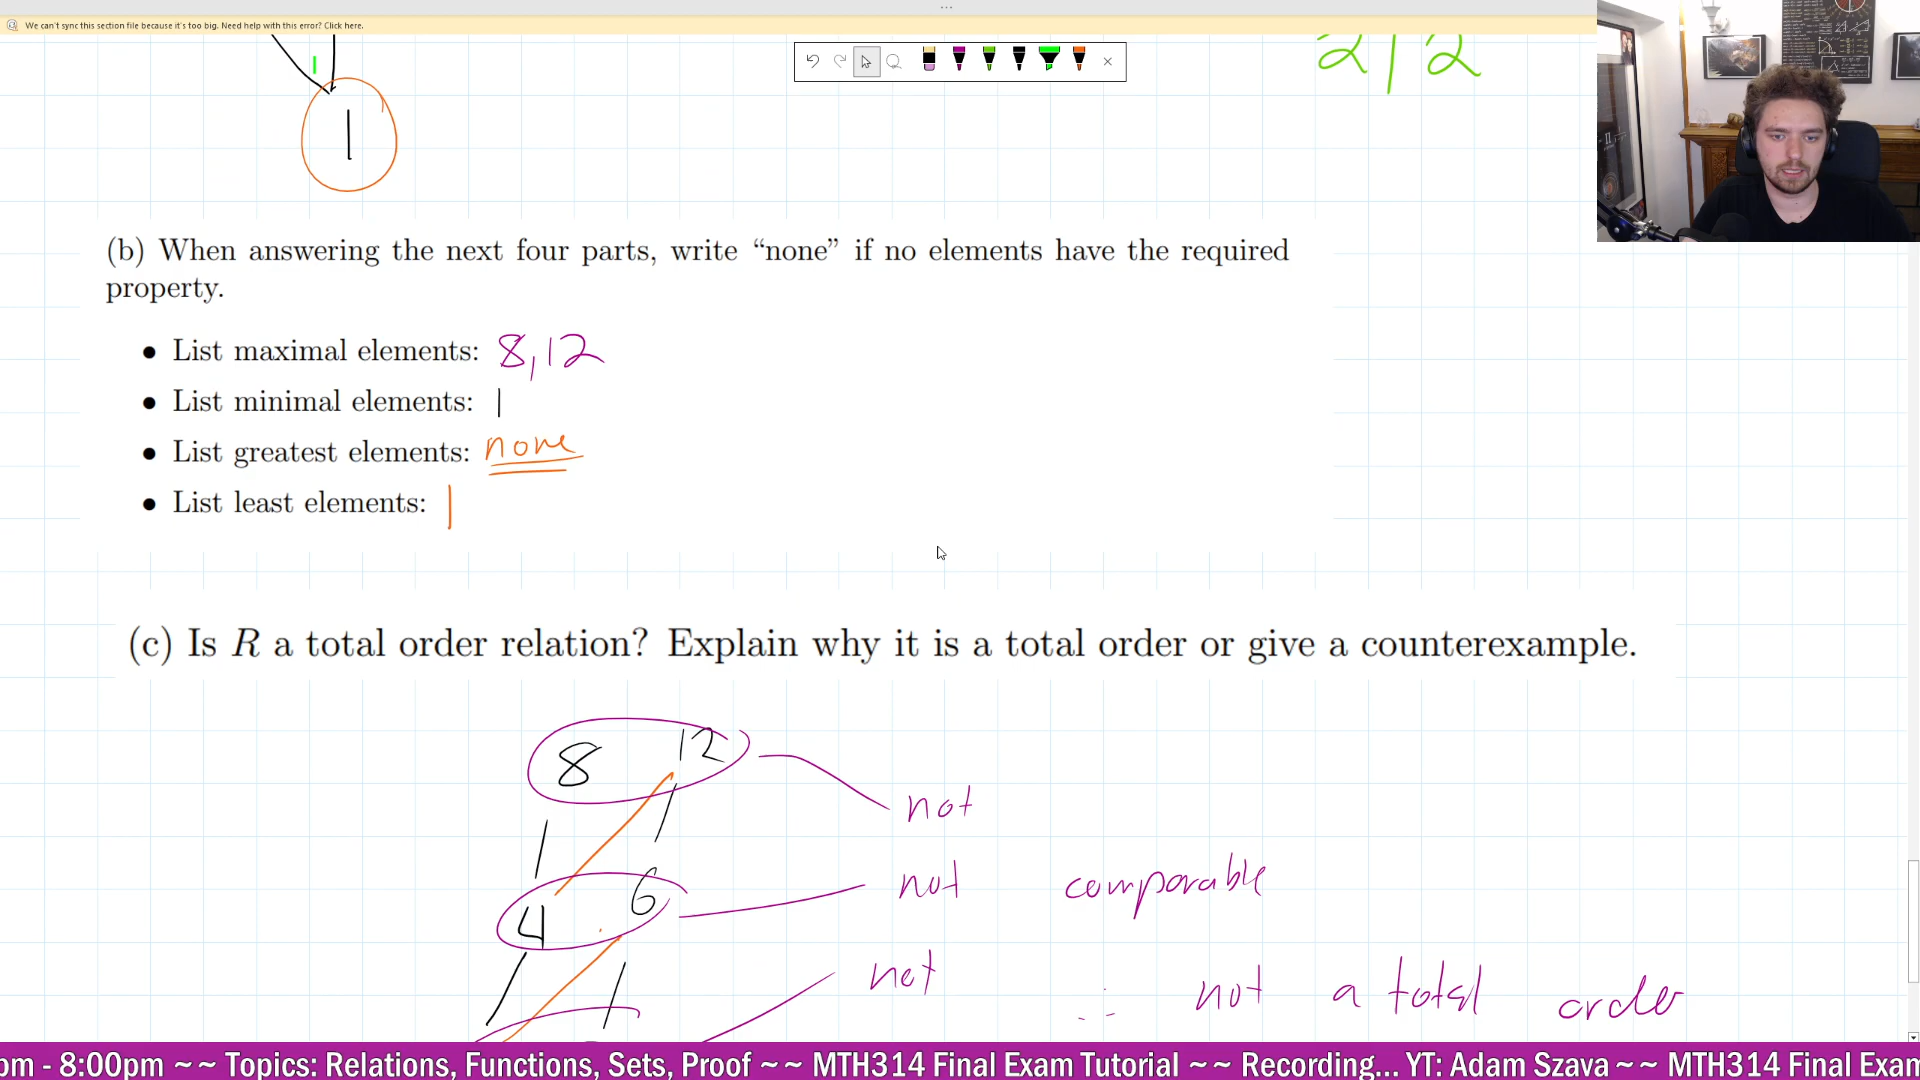 We can't sync this section file because it's too big. Need help with this error? Click here.
2 | 2
1
1
(b) When answering the next four parts, write “none” if no elements have the required
property.
• List maximal elements: 8, 12
• List minimal elements: 1
• List greatest elements: none
• List least elements: 1
(c) Is R a total order relation? Explain why it is a total order or give a counterexample.
8 12
not
4 6 not comparable
not
∴ not a total order
pm - 8:00pm ~~ Topics: Relations, Functions, Sets, Proof ~~ MTH314 Final Exam Tutorial ~~ Recording... YT: Adam Szava ~~ MTH314 Final Exam